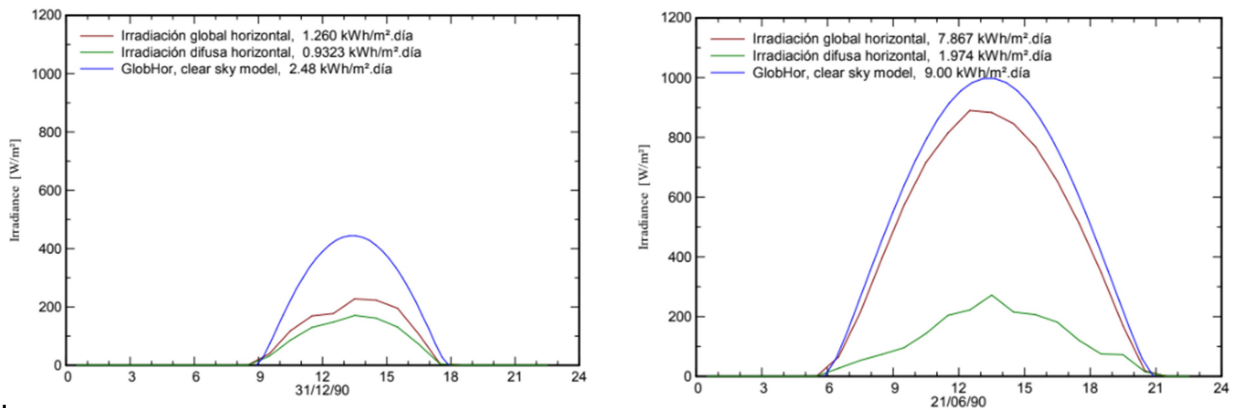 1200
1000
800
600
400
200
0
Irradiance [W/m²]
Irradiación global horizontal, 1.260 kWh/m².día
Irradiación difusa horizontal, 0.9323 kWh/m².día
GlobHor, clear sky model, 2.48 kWh/m².día
0 3 6 9 12 15 18 21 24
31/12/90
1200
1000
800
600
400
200
0
Irradiance [W/m²]
Irradiación global horizontal, 7.867 kWh/m².día
Irradiación difusa horizontal, 1.974 kWh/m².día
GlobHor, clear sky model, 9.00 kWh/m².día
0 3 6 9 12 15 18 21 24
21/06/90
.